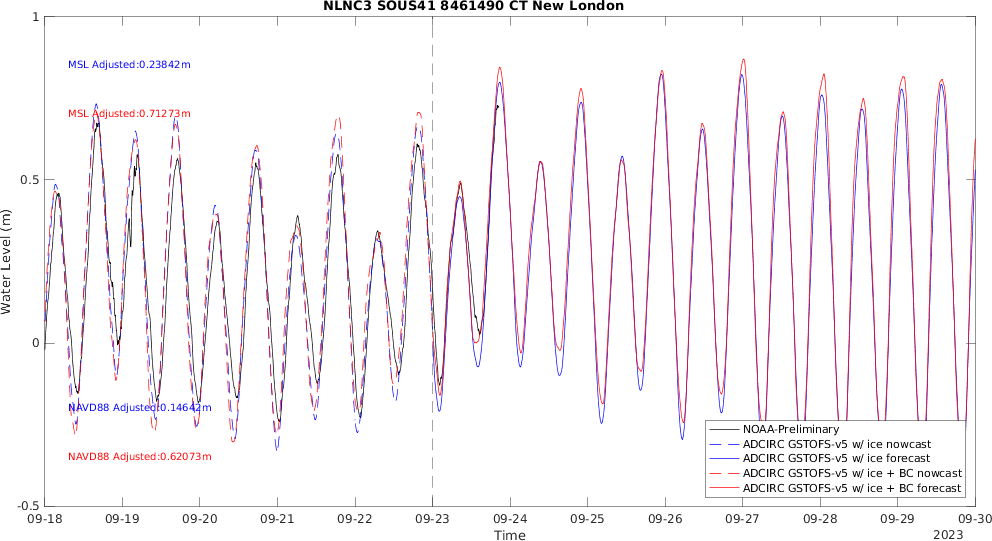 NLNC3 SOUS41 8461490 CT New London
1
MSL Adjusted:0.23842m
MSL Adjusted:0.71273m
0.5
Water Level (m)
0
NAVD88 Adjusted:0.14642m
NAVD88 Adjusted:0.62073m
NOAA-Preliminary
ADCIRC GSTOFS-v5 w/ ice nowcast
ADCIRC GSTOFS-v5 w/ ice forecast
ADCIRC GSTOFS-v5 w/ ice + BC nowcast
ADCIRC GSTOFS-v5 w/ ice + BC forecast
-0.5
09-18 09-19 09-20 09-21 09-22 09-23 09-24 09-25 09-26 09-27 09-28 09-29 09-30
Time
2023